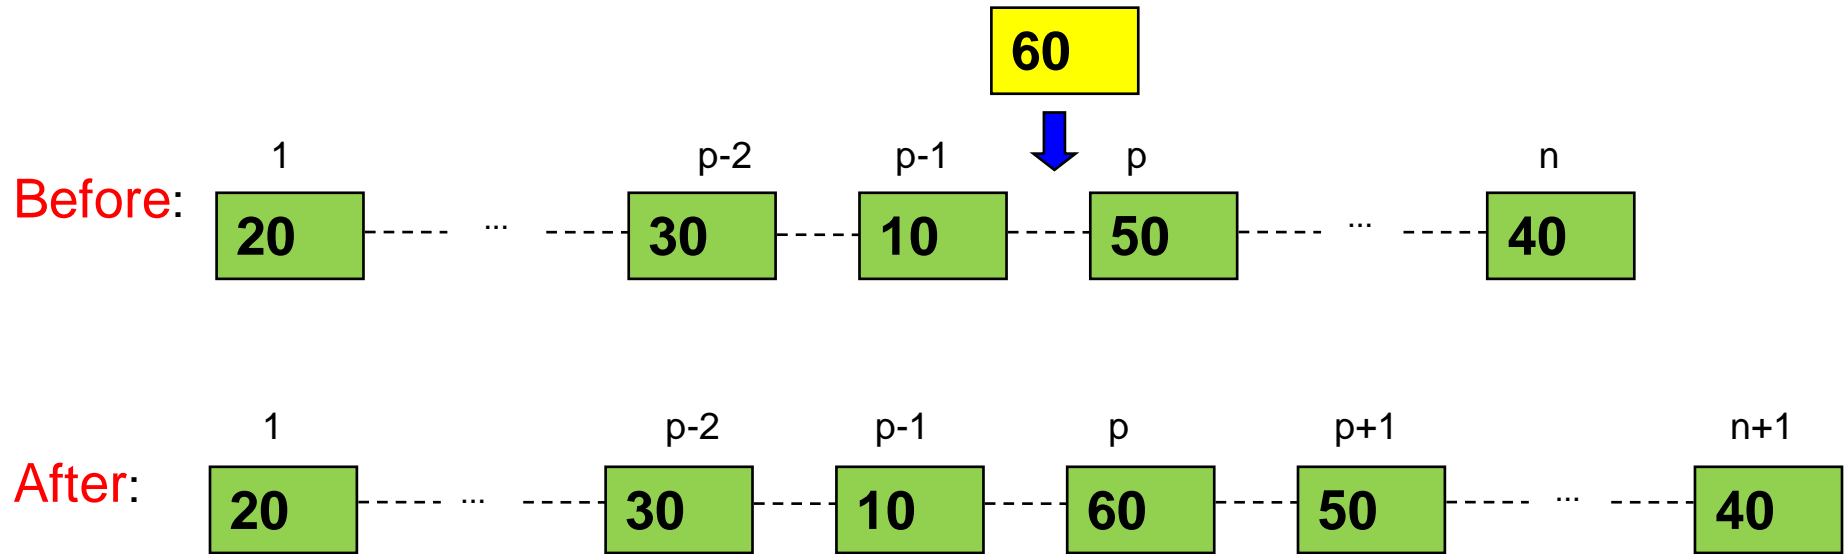 60
1 p-2 p-1 p n
Before:
20 ... 30 10 50 ... 40
1 p-2 p-1 p p+1 n+1
After:
20 ... 30 10 60 50 ... 40